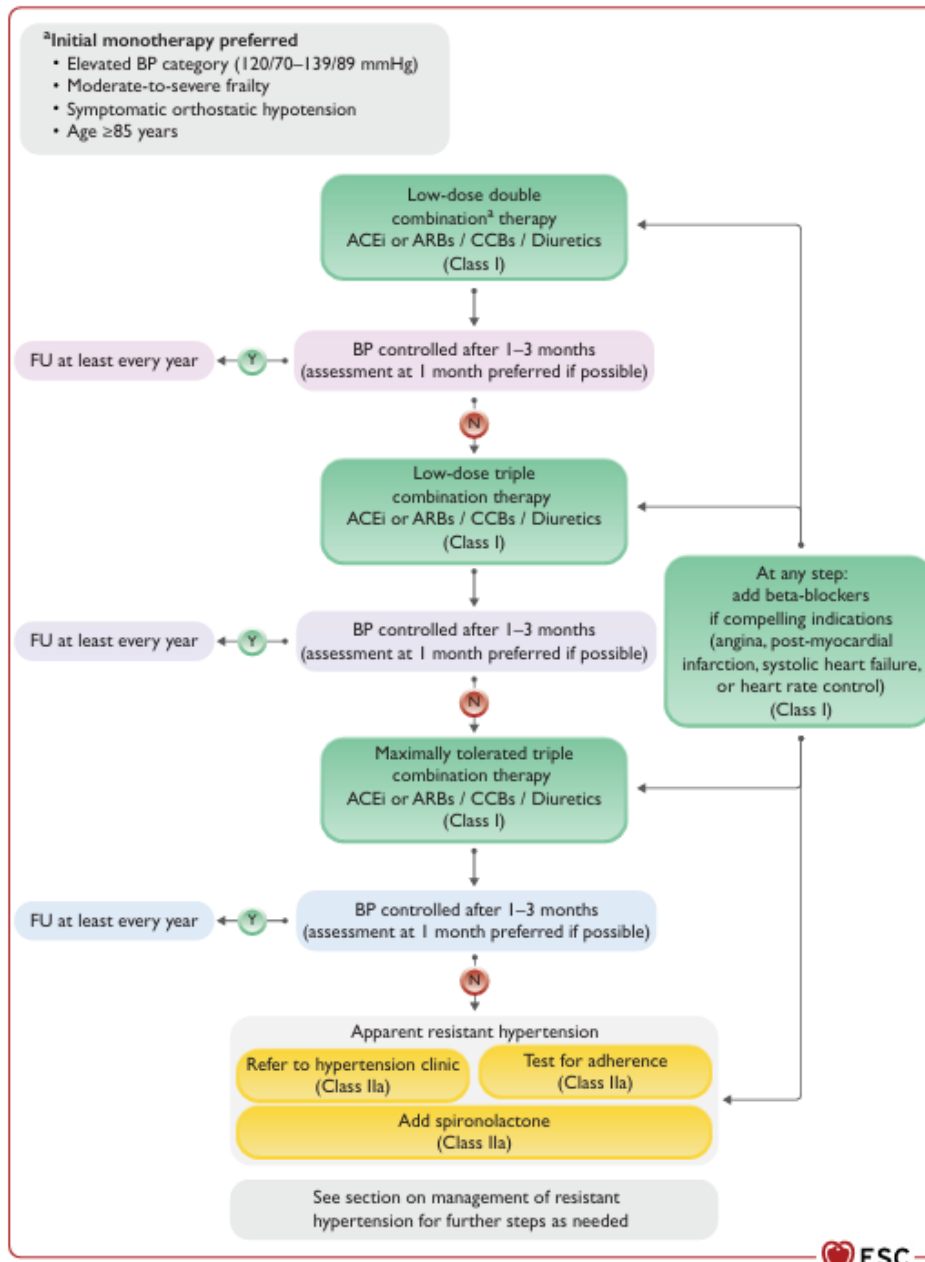 aInitial monotherapy preferred
• Elevated BP category (120/70–139/89 mmHg)
• Moderate-to-severe frailty
• Symptomatic orthostatic hypotension
• Age ≥85 years
Low-dose double
combinationa therapy
ACEi or ARBs / CCBs / Diuretics
(Class I)
FU at least every year
Y
BP controlled after 1–3 months
(assessment at 1 month preferred if possible)
N
Low-dose triple
combination therapy
ACEi or ARBs / CCBs / Diuretics
(Class I)
At any step:
add beta-blockers
if compelling indications
(angina, post-myocardial
infarction, systolic heart failure,
or heart rate control)
(Class I)
FU at least every year
Y
BP controlled after 1–3 months
(assessment at 1 month preferred if possible)
N
Maximally tolerated triple
combination therapy
ACEi or ARBs / CCBs / Diuretics
(Class I)
FU at least every year
Y
BP controlled after 1–3 months
(assessment at 1 month preferred if possible)
N
Apparent resistant hypertension
Refer to hypertension clinic
(Class IIa)
Test for adherence
(Class IIa)
Add spironolactone
(Class IIa)
See section on management of resistant
hypertension for further steps as needed
ESC